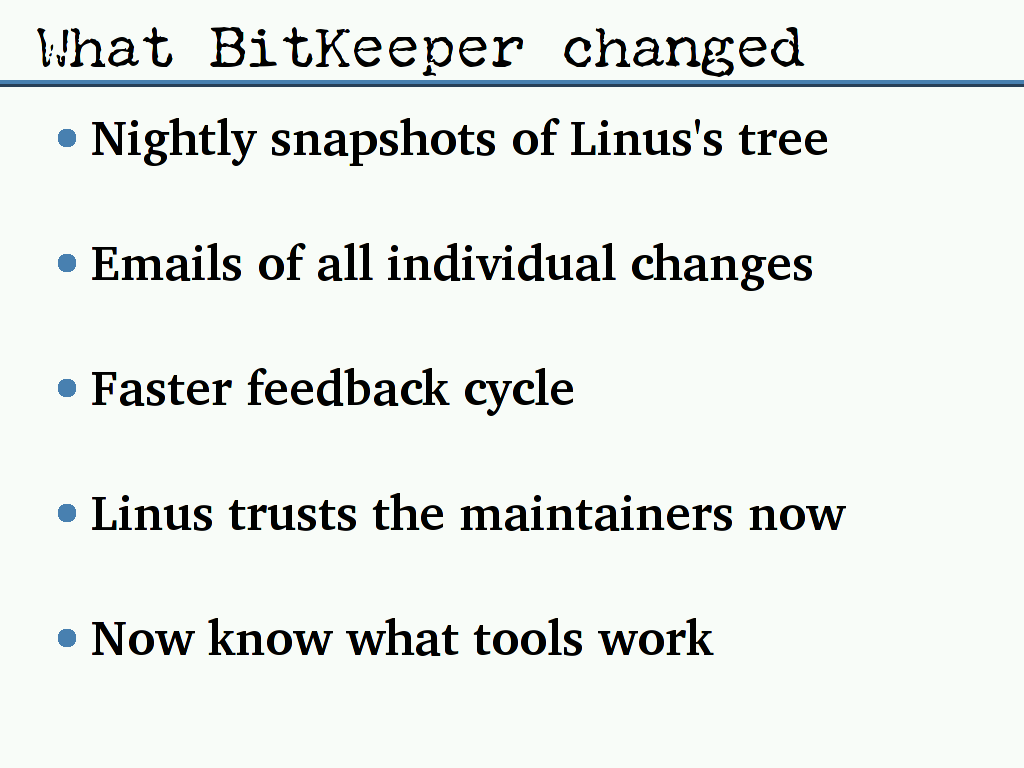 What BitKeeper changed
Nightly snapshots of Linus's tree
Emails of all individual changes
Faster feedback cycle
Linus trusts the maintainers now
Now know what tools work